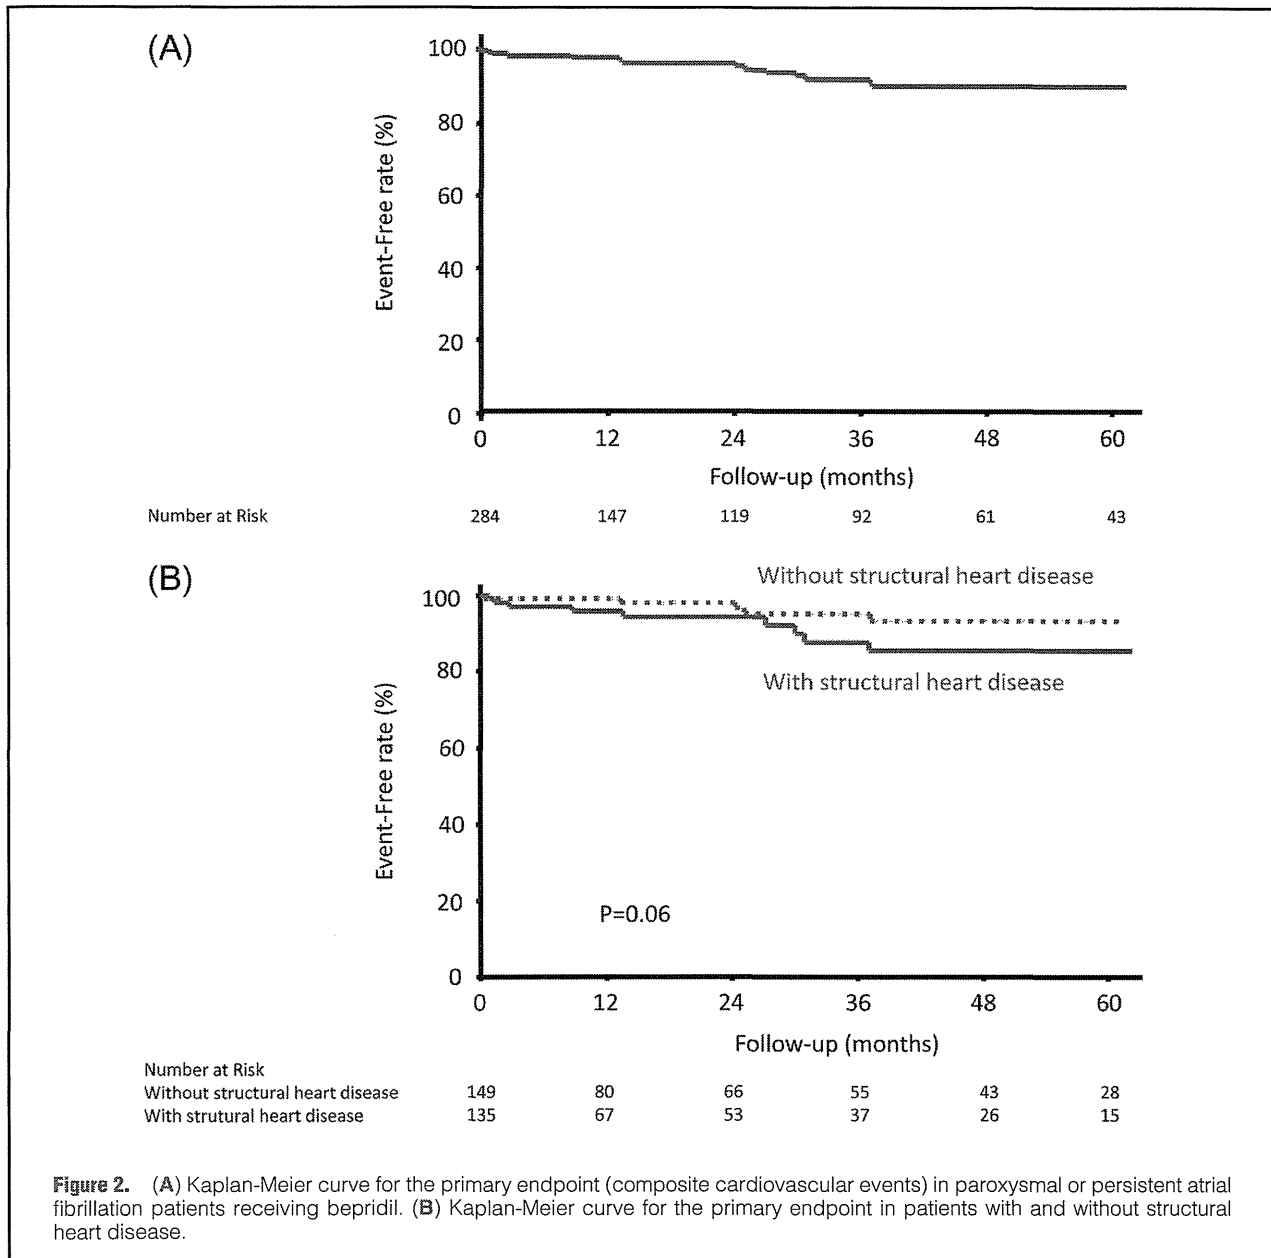 (A)
100
80
60
40
20
0
Event-Free rate (%)
0 12 24 36 48 60
Follow-up (months)
Number at Risk 284 147 119 92 61 43
(B)
Without structural heart disease
With structural heart disease
100
80
60
40
20
0
Event-Free rate (%)
P=0.06
0 12 24 36 48 60
Follow-up (months)
Number at Risk
Without structural heart disease 149 80 66 55 43 28
With strutural heart disease 135 67 53 37 26 15
Figure 2. (A) Kaplan-Meier curve for the primary endpoint (composite cardiovascular events) in paroxysmal or persistent atrial
fibrillation patients receiving bepridil. (B) Kaplan-Meier curve for the primary endpoint in patients with and without structural
heart disease.